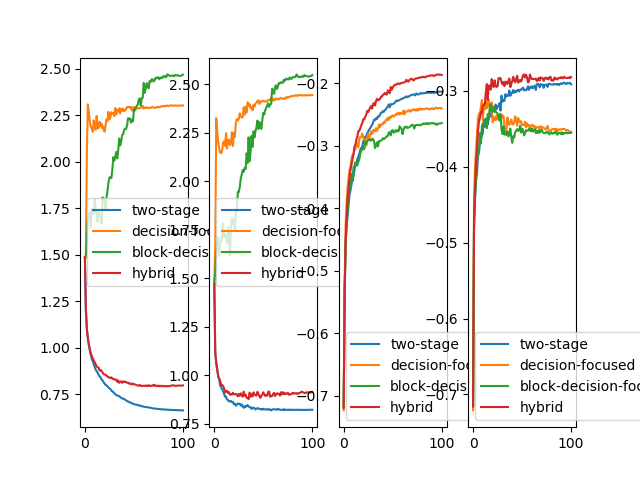 2.50
2.25
2.00
1.75
1.50
1.25
1.00
0.75
0 100
two-stage
decision-foc
block-decis
hybrid
2.50
2.25
2.00
1.75
1.50
1.25
1.00
0.75
0 100
two-stage
decision-fo
block-decis
hybrid
−0.2
−0.3
−0.4
−0.5
−0.6
−0.7
0 100
two-stage
decision-foc
block-decis
hybrid
−0.3
−0.4
−0.5
−0.6
−0.7
0 100
two-stage
decision-focused
block-decision-foc
hybrid